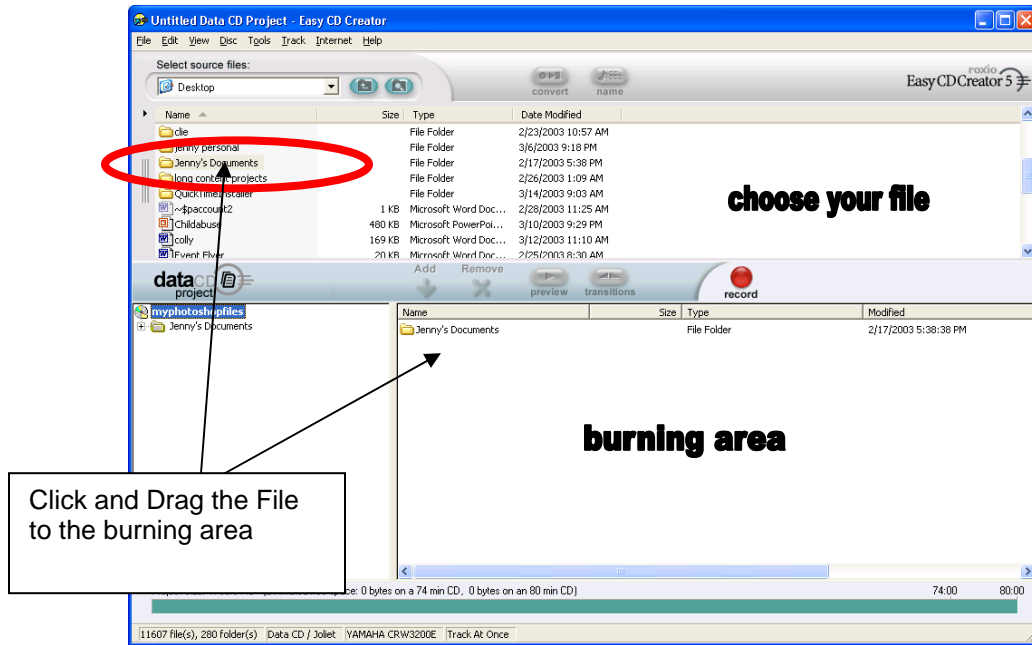 Untitled Data CD Project - Easy CD Creator
File Edit View Disc Tools Track Internet Help
Select source files:
Desktop
convert name
roxio
Easy CD Creator 5
Name Size Type Date Modified
clie File Folder 2/23/2003 10:57 AM
jenny personal File Folder 3/6/2003 9:18 PM
Jenny's Documents File Folder 2/17/2003 5:38 PM
long content projects File Folder 2/26/2003 1:09 AM
QuickTimeInstaller File Folder 3/14/2003 9:03 AM
~$paccount2 1 KB Microsoft Word Doc... 2/28/2003 11:25 AM
Childabuse 480 KB Microsoft PowerPoi... 3/10/2003 9:29 PM
colly 169 KB Microsoft Word Doc... 3/12/2003 11:10 AM
Event Flyer 20 KB Microsoft Word Doc... 2/25/2003 8:30 AM
choose your file
data CD project
Add Remove
preview transitions
record
myphotoshopfiles
Jenny's Documents
Name Size Type Modified
Jenny's Documents File Folder 2/17/2003 5:38:38 PM
burning area
Click and Drag the File
to the burning area
0 bytes on a 74 min CD, 0 bytes on an 80 min CD)
74:00 80:00
11607 file(s), 280 folder(s) Data CD / Joliet YAMAHA CRW3200E Track At Once